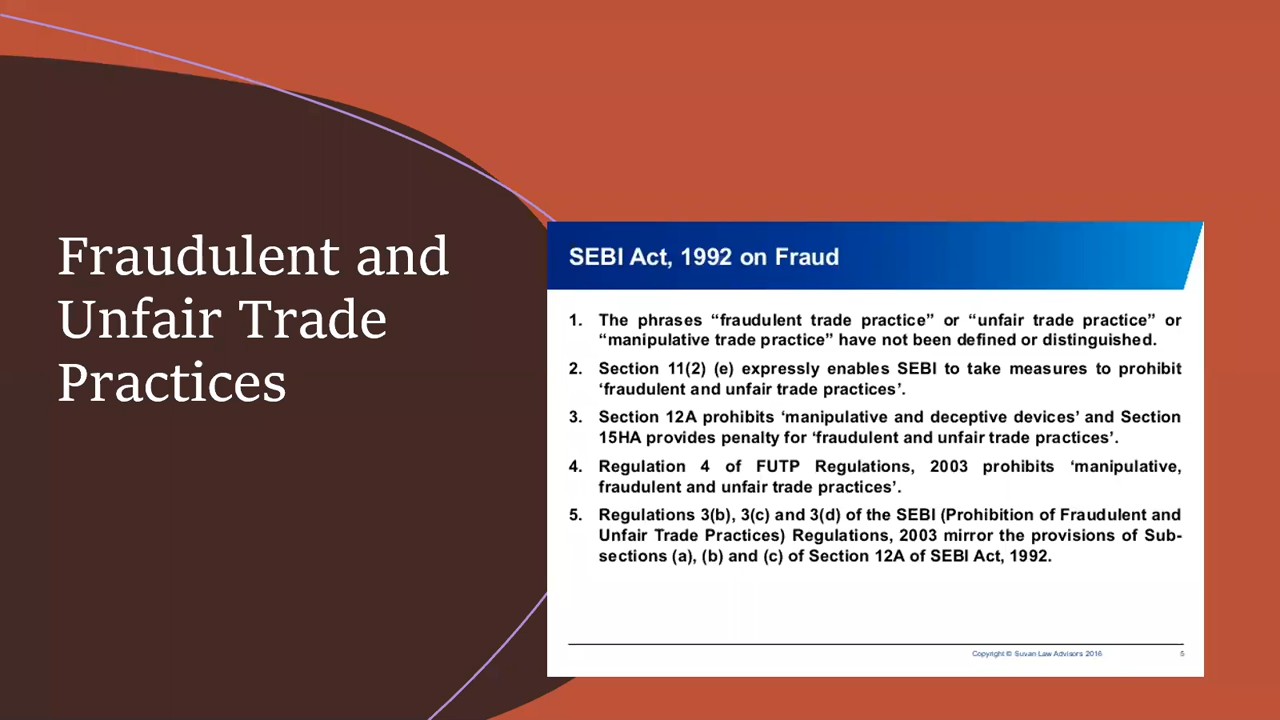 Fraudulent and
Unfair Trade
Practices
SEBI Act, 1992 on Fraud
1. The phrases “fraudulent trade practice” or “unfair trade practice” or
“manipulative trade practice” have not been defined or distinguished.
2. Section 11(2) (e) expressly enables SEBI to take measures to prohibit
‘fraudulent and unfair trade practices’.
3. Section 12A prohibits ‘manipulative and deceptive devices’ and Section
15HA provides penalty for ‘fraudulent and unfair trade practices’.
4. Regulation 4 of FUTP Regulations, 2003 prohibits ‘manipulative,
fraudulent and unfair trade practices’.
5. Regulations 3(b), 3(c) and 3(d) of the SEBI (Prohibition of Fraudulent and
Unfair Trade Practices) Regulations, 2003 mirror the provisions of Sub-
sections (a), (b) and (c) of Section 12A of SEBI Act, 1992.
Copyright © Suvan Law Advisors 2016 5